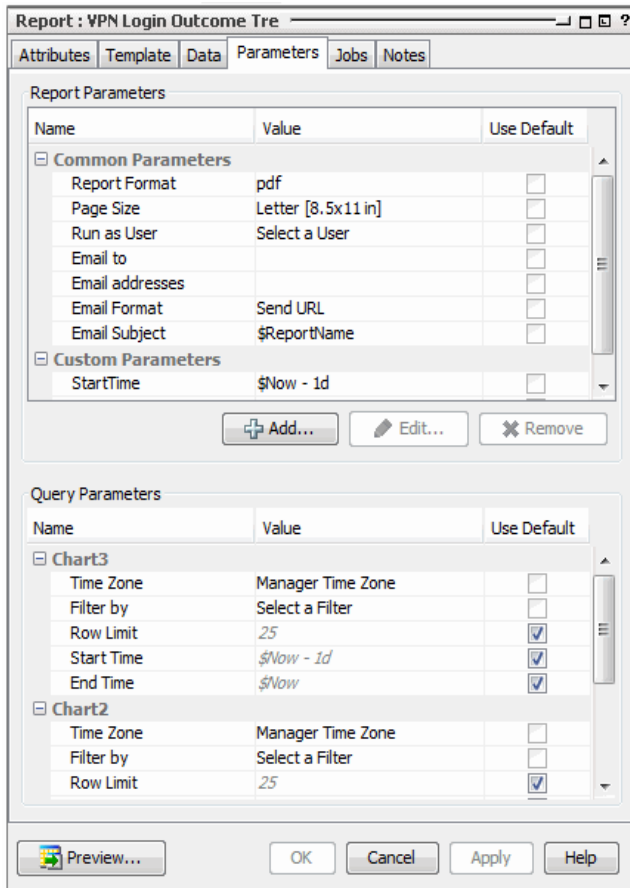 Report : VPN Login Outcome Tre ?
Attributes Template Data Parameters Jobs Notes
Report Parameters
Name Value Use Default
Common Parameters
Report Format pdf
Page Size Letter [8.5x11 in]
Run as User Select a User
Email to
Email addresses
Email Format Send URL
Email Subject $ReportName
Custom Parameters
StartTime $Now - 1d
Add... Edit... Remove
Query Parameters
Name Value Use Default
Chart3
Time Zone Manager Time Zone
Filter by Select a Filter
Row Limit 25
Start Time $Now - 1d
End Time $Now
Chart2
Time Zone Manager Time Zone
Filter by Select a Filter
Row Limit 25
Preview... OK Cancel Apply Help